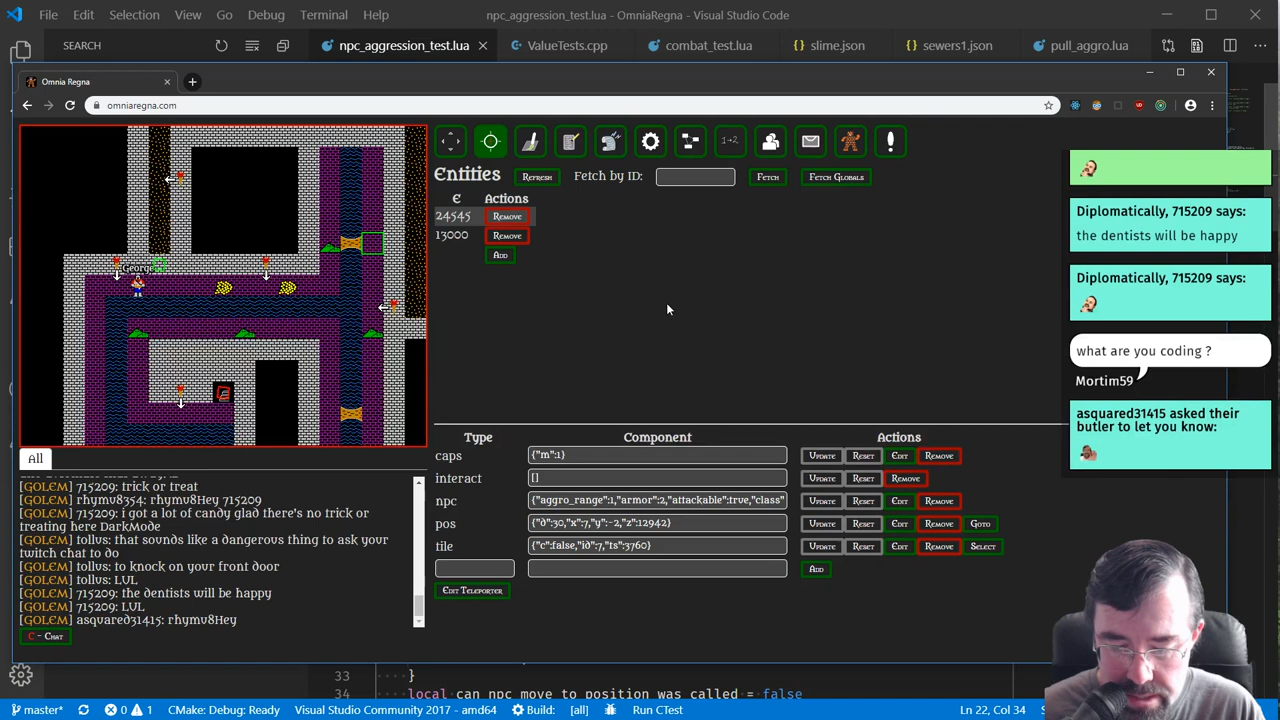 File Edit Selection View Go Debug Terminal Help
npc_aggression_test.lua - OmniaRegna - Visual Studio Code
SEARCH
npc_aggression_test.lua
ValueTests.cpp
combat_test.lua
slime.json
sewers1.json
pull_aggro.lua
Omnia Regna
omniaregna.com
1→2
Entities Refresh Fetch by ID: Fetch Fetch Globals
E Actions
24545 Remove
13000 Remove
Add
George
Type Component Actions
caps {"m":1} Update Reset Edit Remove
interact [] Update Reset Remove
npc {"aggro_range":1,"armor":2,"attackable":true,"class" Update Reset Edit Remove
pos {"d":30,"x":7,"y":-2,"z":12942} Update Reset Edit Remove Goto
tile {"c":false,"id":7,"ts":3760} Update Reset Edit Remove Select
Add
Edit Teleporter
All
[GOLEM] 715209: trick or treat
[GOLEM] rhymu8354: rhymv8Hey 715209
[GOLEM] 715209: i got a lot of candy glad there's no trick or
treating here DarkMode
[GOLEM] tollus: that sounds like a dangerous thing to ask your
twitch chat to do
[GOLEM] tollus: to knock on your front door
[GOLEM] tollus: LUL
[GOLEM] 715209: the dentists will be happy
[GOLEM] 715209: LUL
[GOLEM] asquared31415: rhymv8Hey
C - Chat
Diplomatically, 715209 says:
the dentists will be happy
Diplomatically, 715209 says:
what are you coding ?
Mortim59
asquared31415 asked their
butler to let you know:
33 }
34 local can_npc_move_to_position_was_called = false
master* 0 1 CMake: Debug: Ready Visual Studio Community 2017 - amd64 Build: [all] Run CTest Ln 22, Col 34